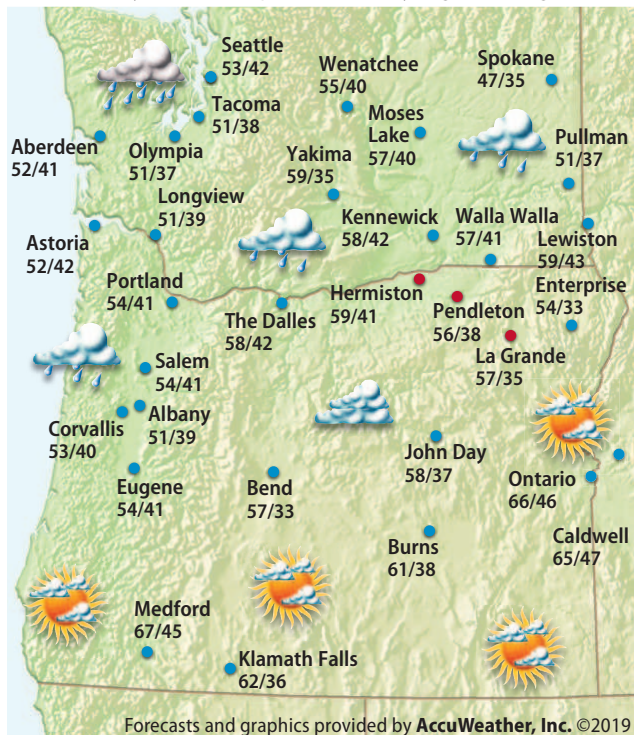 Seattle
53/42
Wenatchee
55/40
Spokane
47/35
Tacoma
51/38
Moses
Lake
57/40
Aberdeen
52/41
Olympia
51/37
Yakima
59/35
Pullman
51/37
Longview
51/39
Kennewick
58/42
Walla Walla
57/41
Lewiston
59/43
Astoria
52/42
Portland
54/41
The Dalles
58/42
Hermiston
59/41
Pendleton
56/38
Enterprise
54/33
La Grande
57/35
Salem
54/41
Albany
51/39
Corvallis
53/40
Eugene
54/41
Bend
57/33
John Day
58/37
Ontario
66/46
Burns
61/38
Caldwell
65/47
Medford
67/45
Klamath Falls
62/36
Forecasts and graphics provided by AccuWeather, Inc. ©2019